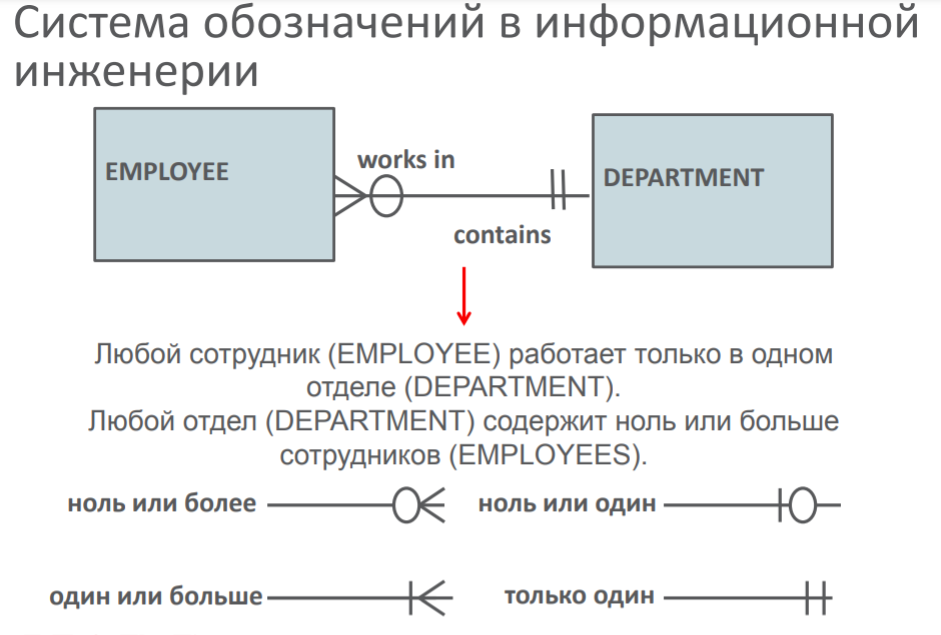 Система обозначений в информационной
инженерии
EMPLOYEE
works in
DEPARTMENT
contains
Любой сотрудник (EMPLOYEE) работает только в одном
отделе (DEPARTMENT).
Любой отдел (DEPARTMENT) содержит ноль или больше
сотрудников (EMPLOYEES).
ноль или более
ноль или один
один или больше
только один